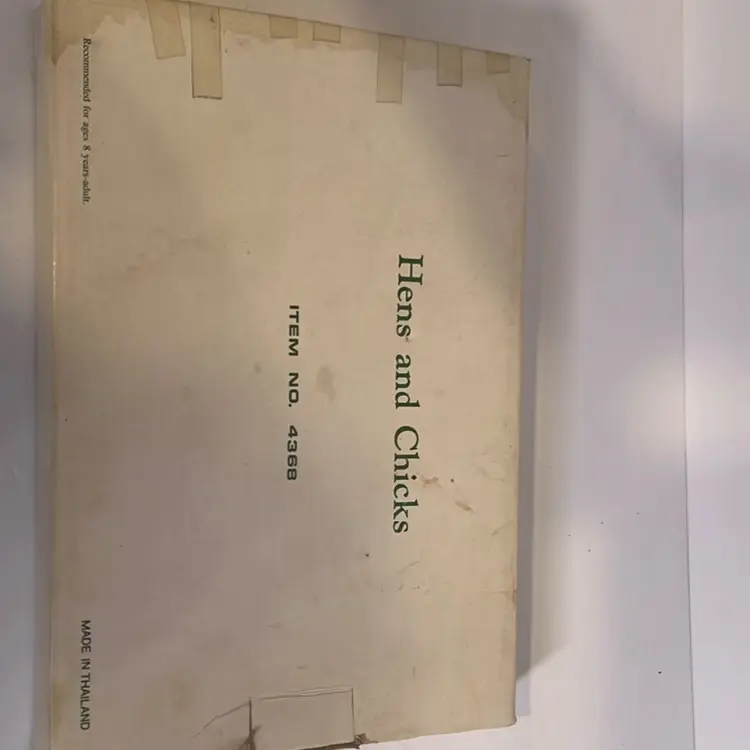 Hens and Chicks
ITEM NO. 4368
Recommended for ages 8 years-adult.
MADE IN THAILAND